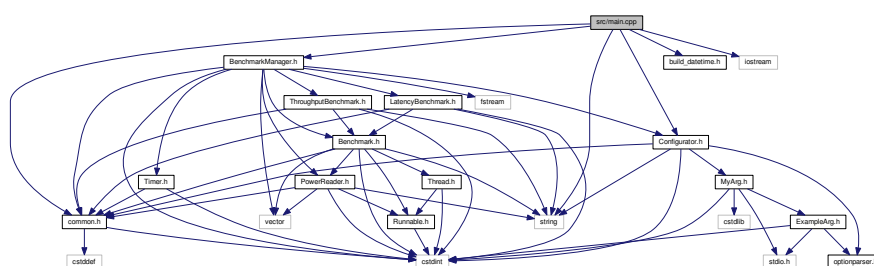 src/main.cpp
BenchmarkManager.h
build_datetime.h
iostream
ThroughputBenchmark.h
LatencyBenchmark.h
fstream
Benchmark.h
Configurator.h
Timer.h
PowerReader.h
Thread.h
MyArg.h
common.h
vector
Runnable.h
string
cstdlib
ExampleArg.h
cstddef
cstdint
stdio.h
optionparser.